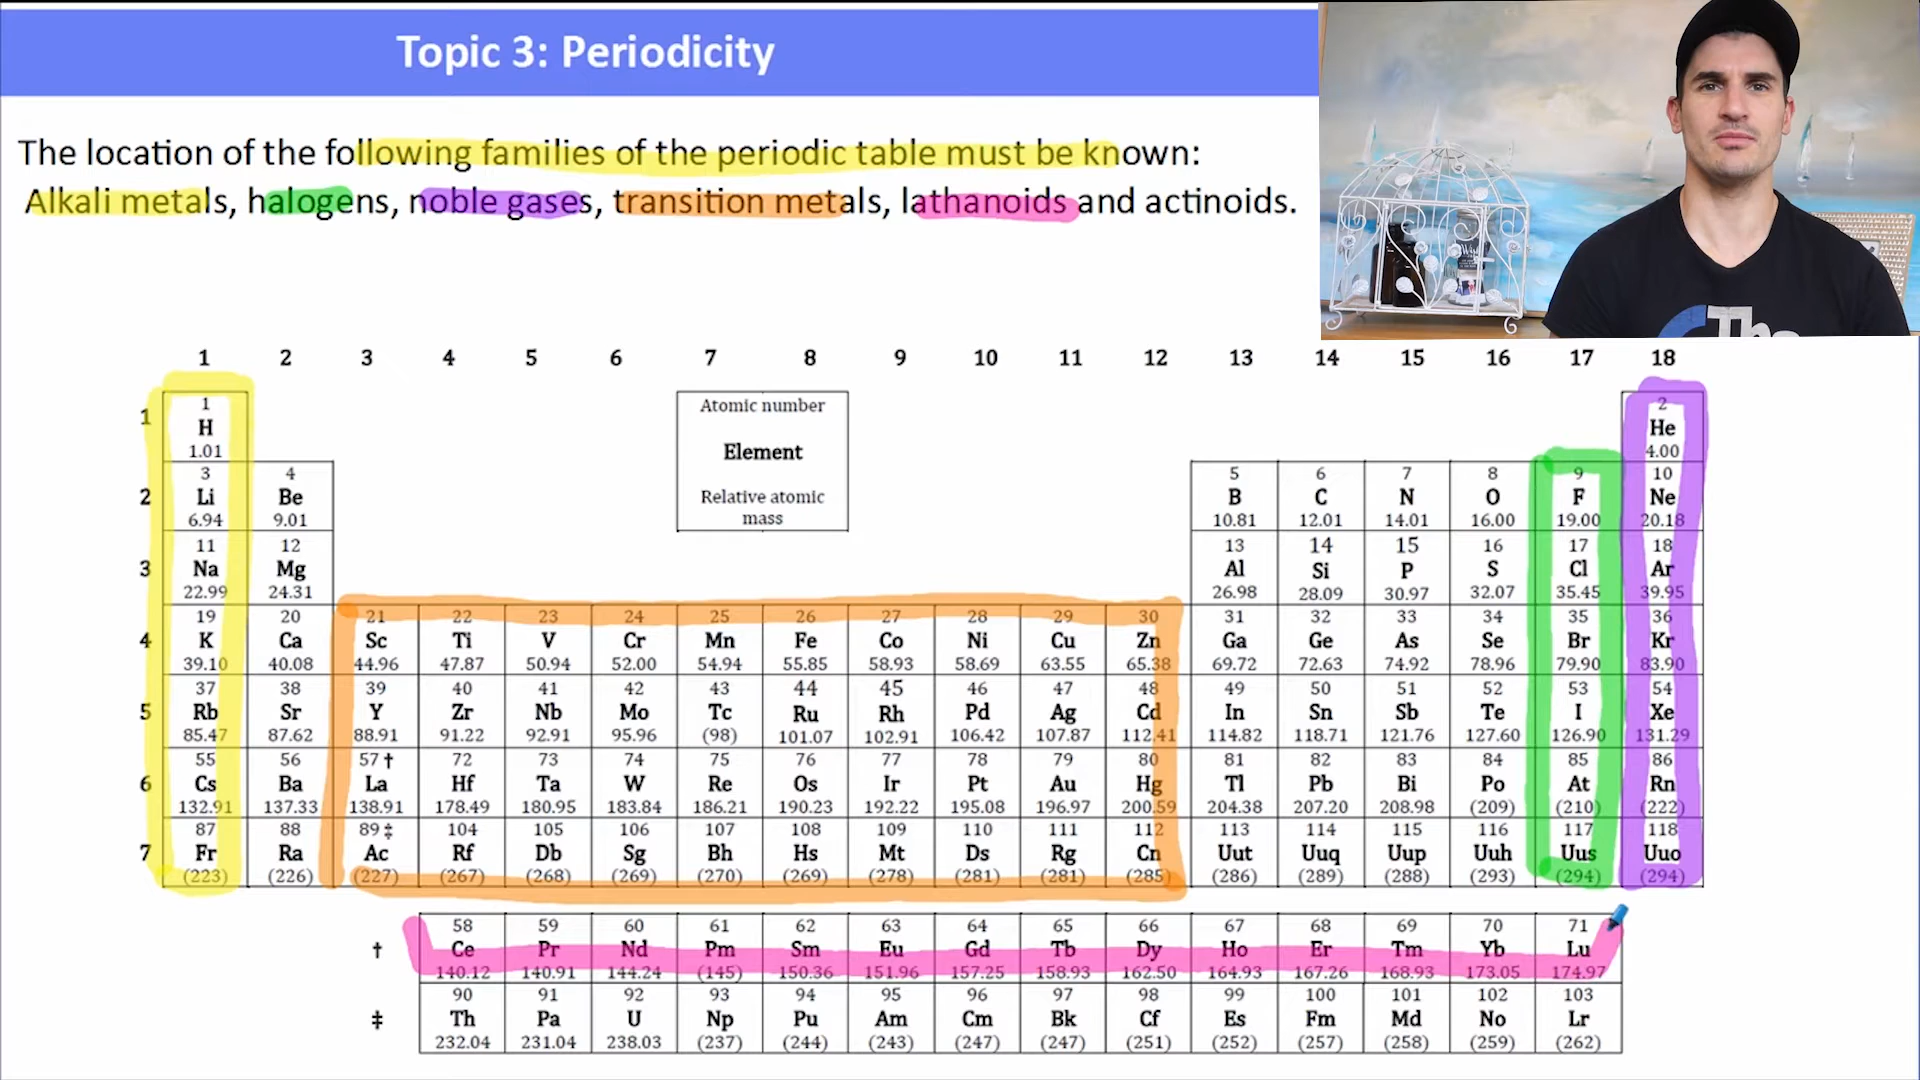 Topic 3: Periodicity
The location of the following families of the periodic table must be known:
Alkali metals, halogens, noble gases, transition metals, lathanoids and actinoids.
The
1 2 3 4 5 6 7 8 9 10 11 12 13 14 15 16 17 18
1 1 Atomic number 2
H Element He
1.01 Relative atomic mass 4.00
3 4 5 6 7 8 9 10
2 Li Be B C N O F Ne
6.94 9.01 10.81 12.01 14.01 16.00 19.00 20.18
11 12 13 14 15 16 17 18
3 Na Mg Al Si P S Cl Ar
22.99 24.31 26.98 28.09 30.97 32.07 35.45 39.95
19 20 21 22 23 24 25 26 27 28 29 30 31 32 33 34 35 36
4 K Ca Sc Ti V Cr Mn Fe Co Ni Cu Zn Ga Ge As Se Br Kr
39.10 40.08 44.96 47.87 50.94 52.00 54.94 55.85 58.93 58.69 63.55 65.38 69.72 72.63 74.92 78.96 79.90 83.90
37 38 39 40 41 42 43 44 45 46 47 48 49 50 51 52 53 54
5 Rb Sr Y Zr Nb Mo Tc Ru Rh Pd Ag Cd In Sn Sb Te I Xe
85.47 87.62 88.91 91.22 92.91 95.96 (98) 101.07 102.91 106.42 107.87 112.41 114.82 118.71 121.76 127.60 126.90 131.29
55 56 57 † 72 73 74 75 76 77 78 79 80 81 82 83 84 85 86
6 Cs Ba La Hf Ta W Re Os Ir Pt Au Hg Tl Pb Bi Po At Rn
132.91 137.33 138.91 178.49 180.95 183.84 186.21 190.23 192.22 195.08 196.97 200.59 204.38 207.20 208.98 (209) (210) (222)
87 88 89 ‡ 104 105 106 107 108 109 110 111 112 113 114 115 116 117 118
7 Fr Ra Ac Rf Db Sg Bh Hs Mt Ds Rg Cn Uut Uuq Uup Uuh Uus Uuo
(223) (226) (227) (267) (268) (269) (270) (269) (278) (281) (281) (285) (286) (289) (288) (293) (294) (294)
58 59 60 61 62 63 64 65 66 67 68 69 70 71
† Ce Pr Nd Pm Sm Eu Gd Tb Dy Ho Er Tm Yb Lu
140.12 140.91 144.24 (145) 150.36 151.96 157.25 158.93 162.50 164.93 167.26 168.93 173.05 174.97
90 91 92 93 94 95 96 97 98 99 100 101 102 103
‡ Th Pa U Np Pu Am Cm Bk Cf Es Fm Md No Lr
232.04 231.04 238.03 (237) (244) (243) (247) (247) (251) (252) (257) (258) (259) (262)